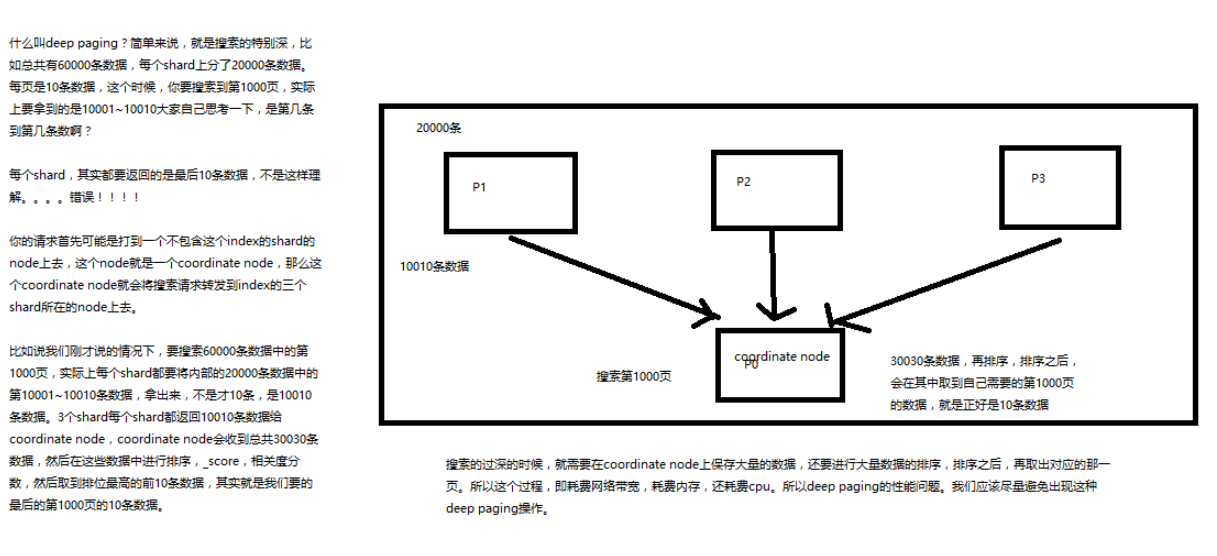 什么叫deep paging？简单来说，就是搜索的特别深，比
如总共有60000条数据，每个shard上分了20000条数据。
每页是10条数据，这个时候，你要搜索到第1000页，实际
上要拿到的是10001~10010大家自己思考一下，是第几条
到第几条数啊？
每个shard，其实都要返回的是最后10条数据，不是这样理
解。。。。错误！！！！
你的请求首先可能是打到一个不包含这个index的shard的
node上去，这个node就是一个coordinate node，那么这
个coordinate node就会将搜索请求转发到index的三个
shard所在的node上去。
比如说我们刚才说的情况下，要搜索60000条数据中的第
1000页，实际上每个shard都要将内部的20000条数据中的
第10001~10010条数据，拿出来，不是才10条，是10010
条数据。3个shard每个shard都返回10010条数据给
coordinate node，coordinate node会收到总共30030条
数据，然后在这些数据中进行排序，_score，相关度分
数，然后取到排位最高的前10条数据，其实就是我们要的
最后的第1000页的10条数据。
20000条
P1
P2
P3
10010条数据
coordinate node
P0
搜索第1000页
30030条数据，再排序，排序之后，
会在其中取到自己需要的第1000页
的数据，就是正好是10条数据
搜索的过深的时候，就需要在coordinate node上保存大量的数据，还要进行大量数据的排序，排序之后，再取出对应的那一
页。所以这个过程，即耗费网络带宽，耗费内存，还耗费cpu。所以deep paging的性能问题。我们应该尽量避免出现这种
deep paging操作。